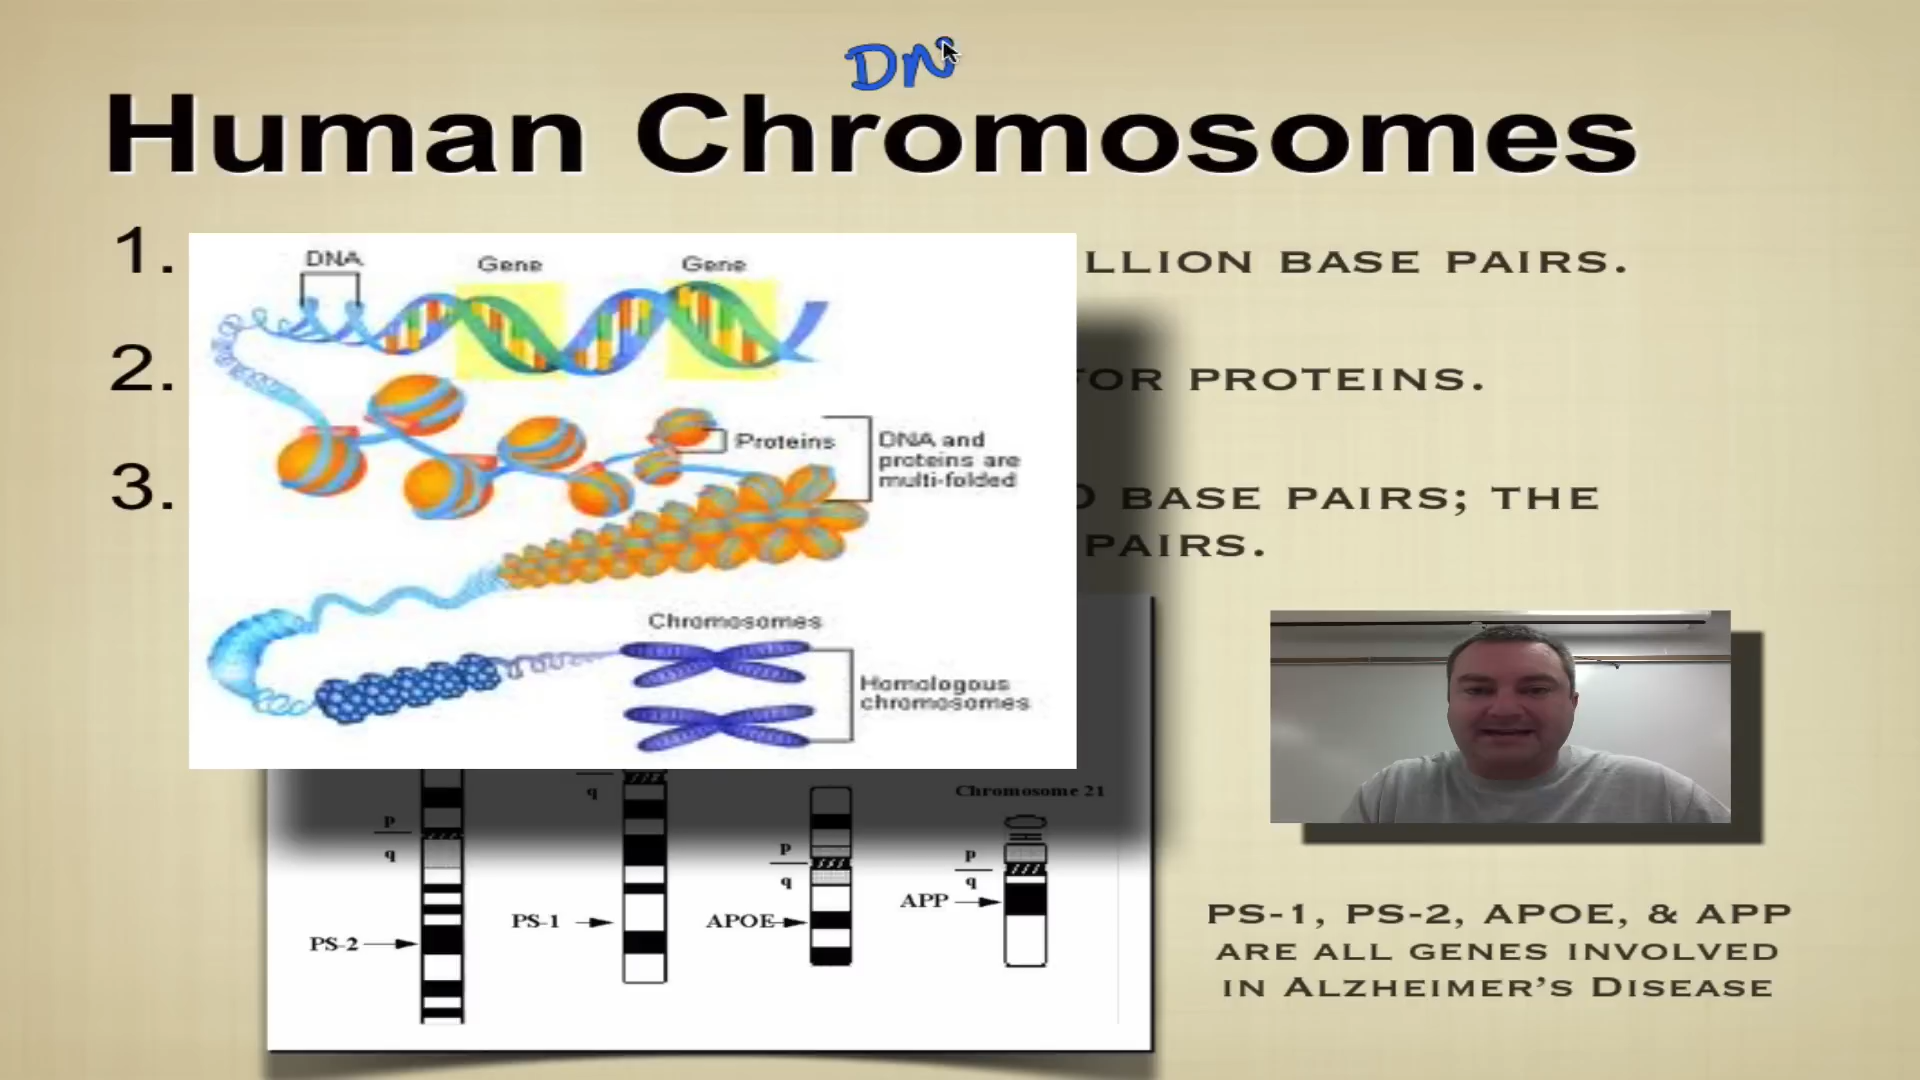 DN
Human Chromosomes
1. LLION BASE PAIRS.
2. FOR PROTEINS.
3. BASE PAIRS; THE
PAIRS.
DNA
Gene
Gene
Proteins
DNA and
proteins are
multi-folded
Chromosomes
Homologous
chromosomes
p
q
PS-2
q
PS-1
p
q
APOE
Chromosome 21
p
q
APP
PS-1, PS-2, APOE, & APP
ARE ALL GENES INVOLVED
IN ALZHEIMER'S DISEASE